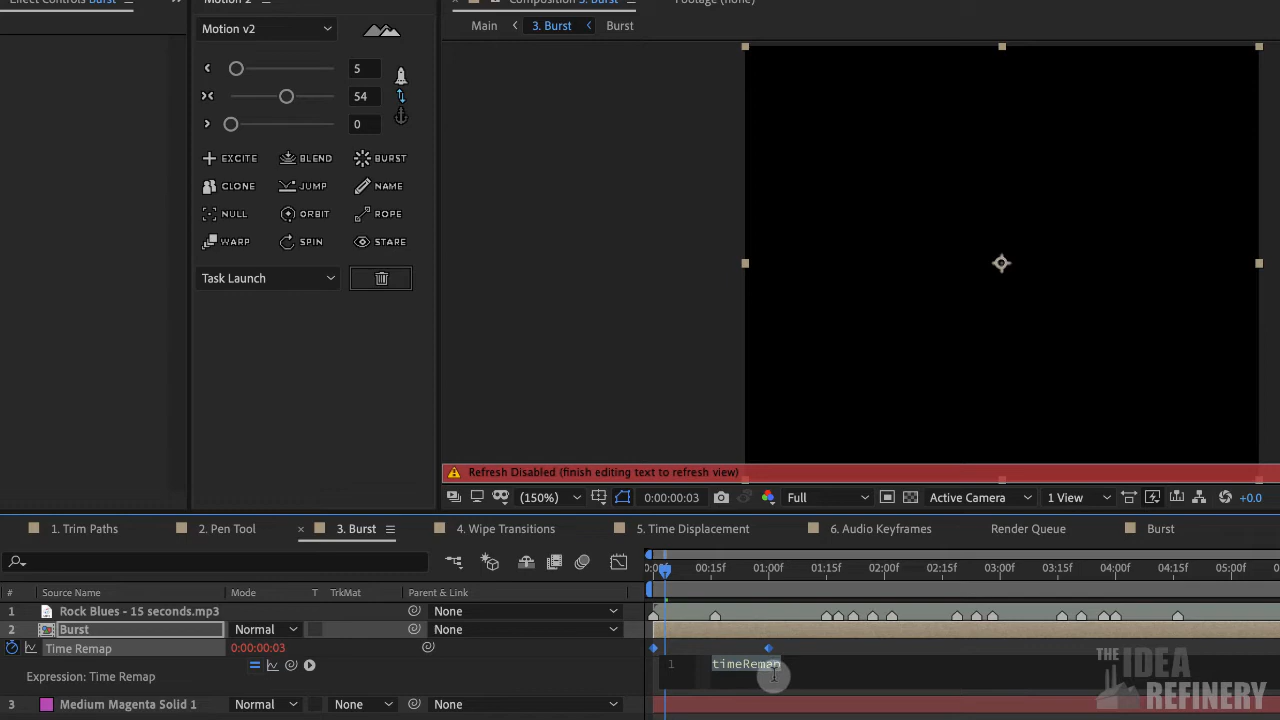 Effect Controls Burst
Motion 2
Composition 3. Burst
Footage (none)
Motion v2
Main
3. Burst
Burst
5
54
0
EXCITE
BLEND
BURST
CLONE
JUMP
NAME
NULL
ORBIT
ROPE
WARP
SPIN
STARE
Task Launch
Refresh Disabled (finish editing text to refresh view)
(150%)
0:00:00:03
Full
Active Camera
1 View
+0.0
1. Trim Paths
2. Pen Tool
3. Burst
4. Wipe Transitions
5. Time Displacement
6. Audio Keyframes
Render Queue
Burst
00:15f
01:00f
01:15f
02:00f
02:15f
03:00f
03:15f
04:00f
04:15f
05:00f
#
Source Name
Mode
T
TrkMat
Parent & Link
1
Rock Blues - 15 seconds.mp3
None
2
Burst
Normal
None
Time Remap
0:00:00:03
1
timeRemap
Expression: Time Remap
3
Medium Magenta Solid 1
Normal
None
None
THE IDEA
REFINERY